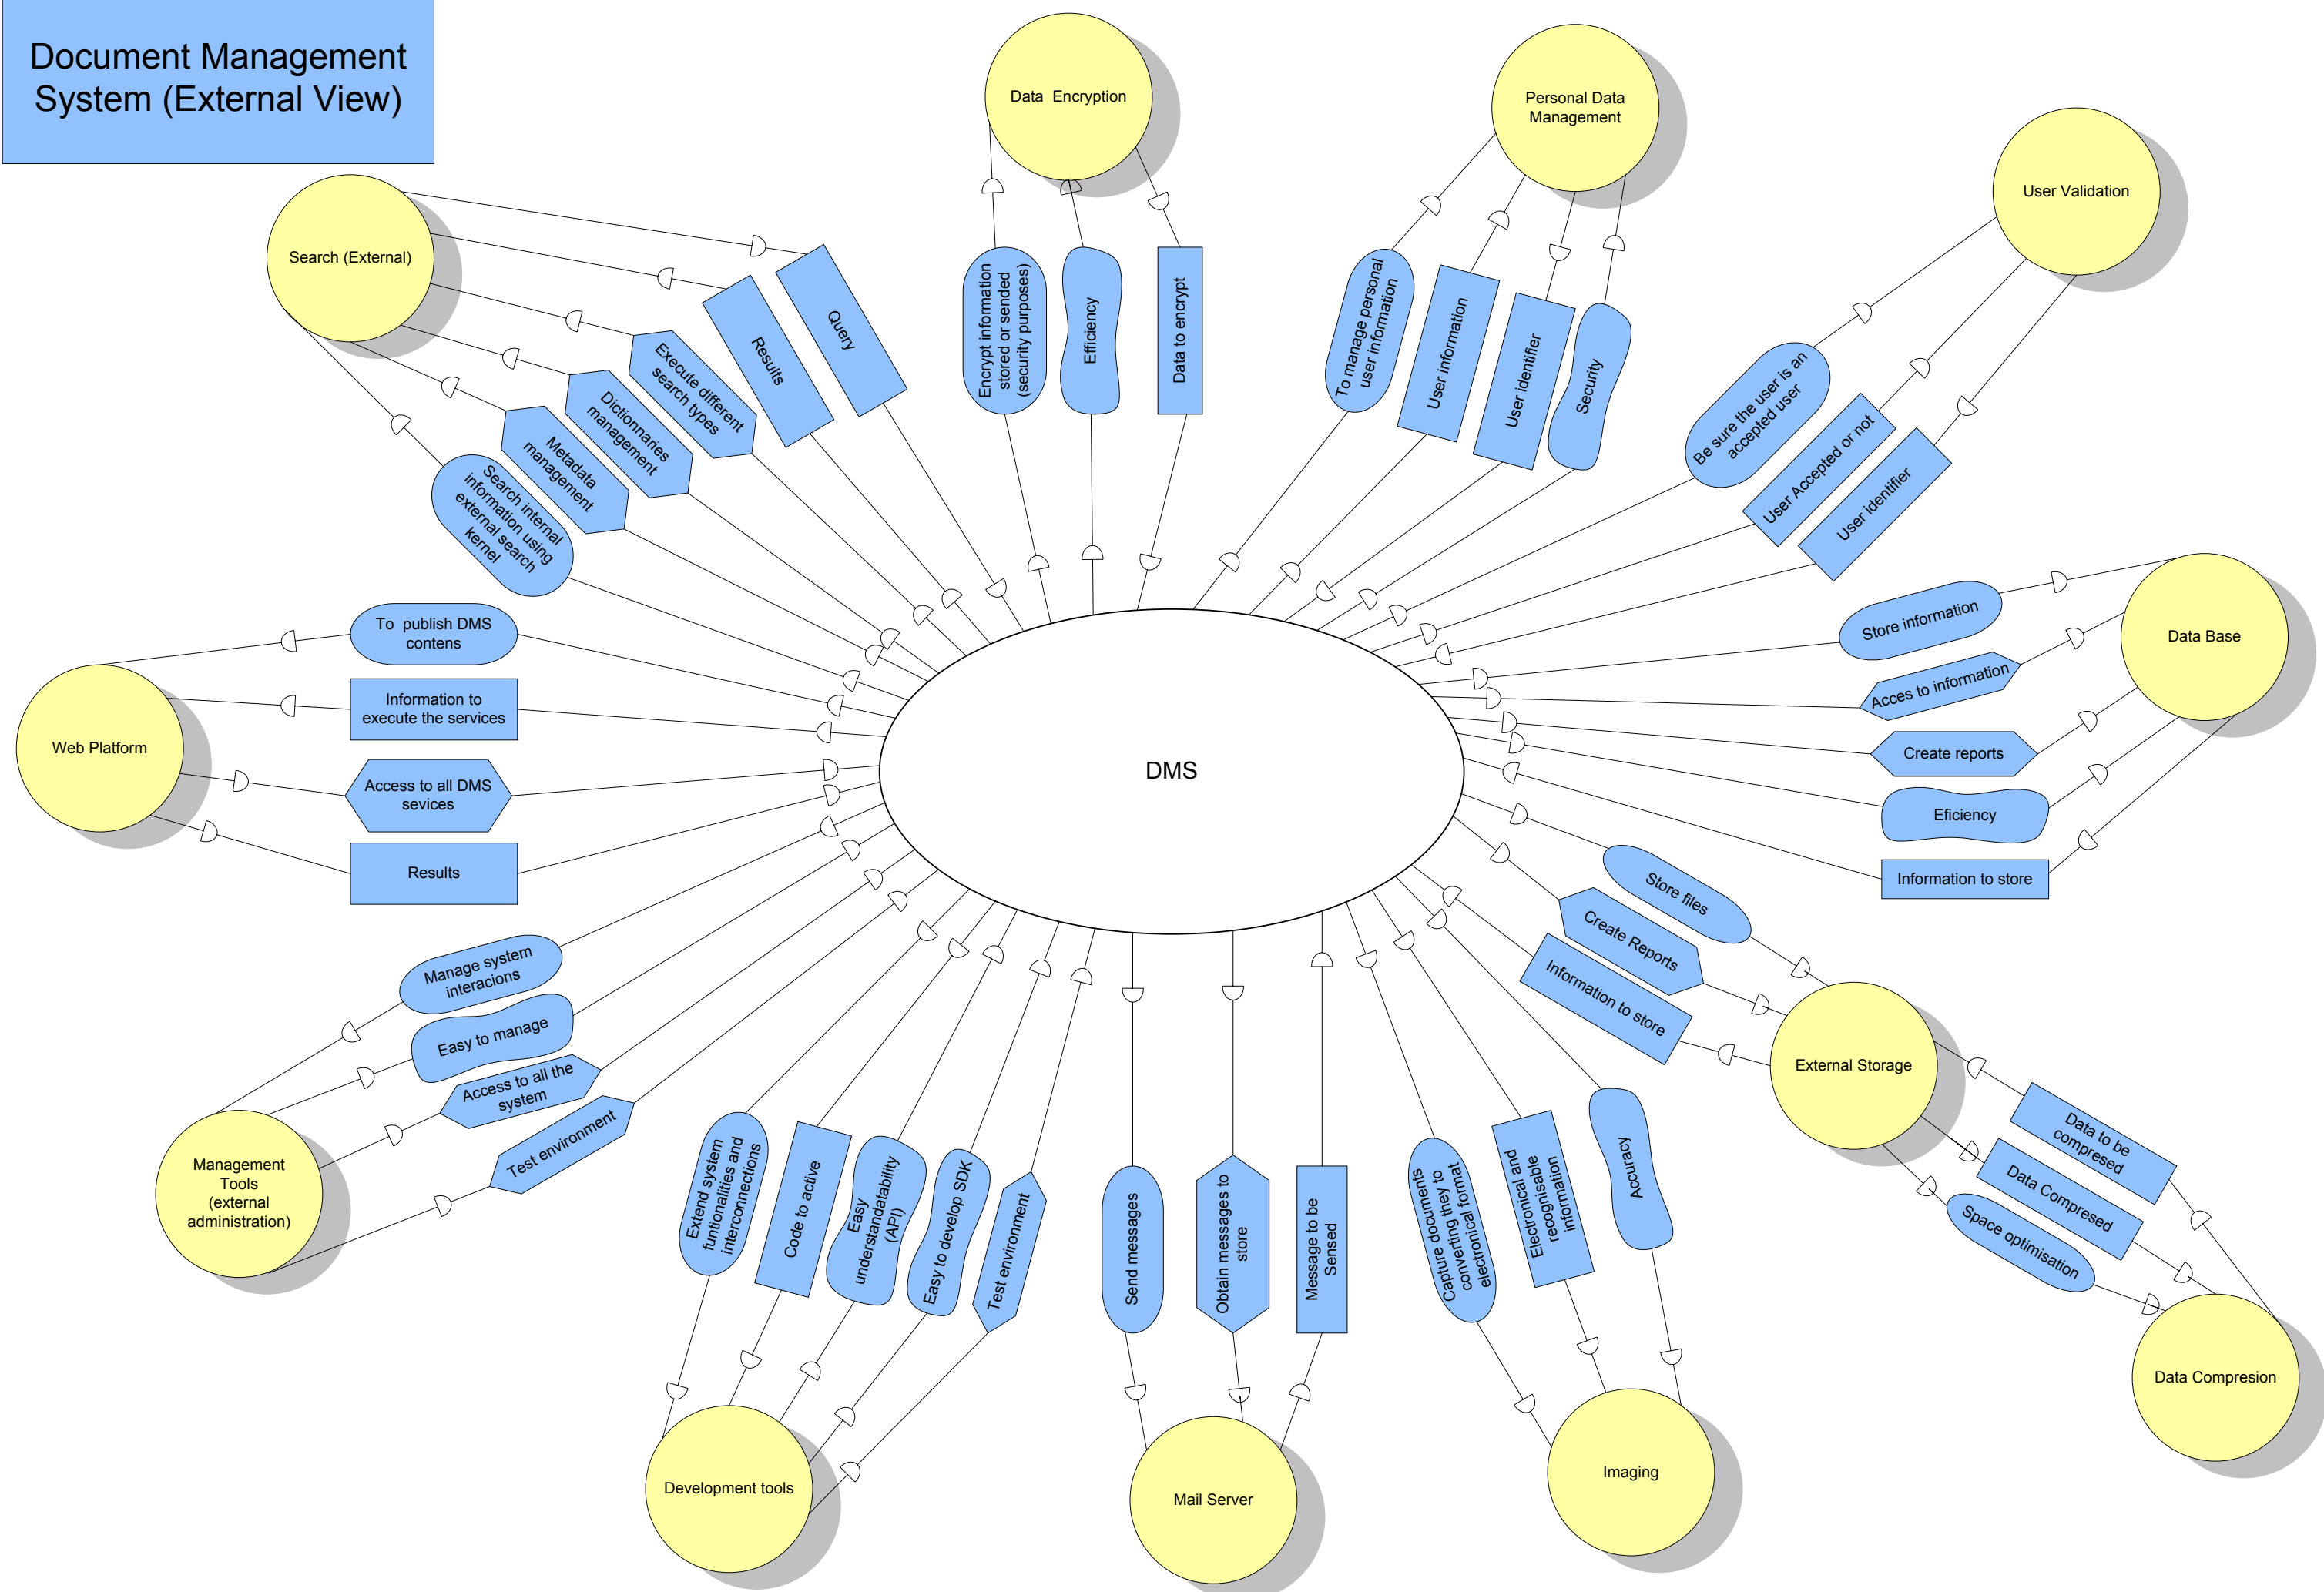 Document Management
System (External View)
Data Encryption
Personal Data
Management
User Validation
Search (External)
Query
Results
Execute different
search types
Dictionnaries
management
Metadata
management
Search internal
information using
external search
kernel
Encrypt information
stored or sended
(security purposes)
Efficiency
Data to encrypt
To manage personal
user information
User information
User identifier
Security
Be sure the user is an
accepted user
User Accepted or not
User identifier
Store information
Acces to information
Create reports
Eficiency
Information to store
Data Base
To publish DMS
contens
Information to
execute the services
Access to all DMS
sevices
Results
Web Platform
DMS
Store files
Create Reports
Information to store
External Storage
Data to be
compresed
Data Compresed
Space optimisation
Data Compresion
Manage system
interacions
Easy to manage
Access to all the
system
Test environment
Management
Tools
(external
administration)
Extend system
funtionalities and
interconnections
Code to active
Easy
understandatability
(API)
Easy to develop SDK
Test environment
Development tools
Send messages
Obtain messages to
store
Message to be
Sensed
Mail Server
Capture documents
converting they to
electronical format
Electronical and
recognisable
information
Accuracy
Imaging